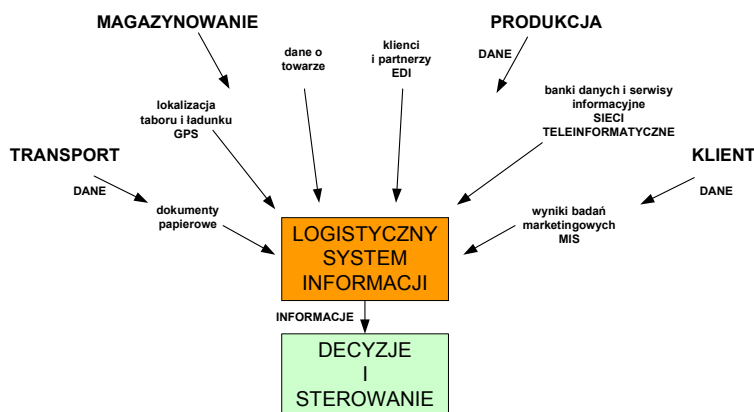 MAGAZYNOWANIE
PRODUKCJA
dane o
towarze
klienci
i partnerzy
EDI
DANE
banki danych i serwisy
informacyjne
SIECI
TELEINFORMATYCZNE
lokalizacja
taboru i ładunku
GPS
TRANSPORT
KLIENT
DANE
DANE
dokumenty
papierowe
wyniki badań
marketingowych
MIS
LOGISTYCZNY
SYSTEM
INFORMACJI
INFORMACJE
DECYZJE
I
STEROWANIE